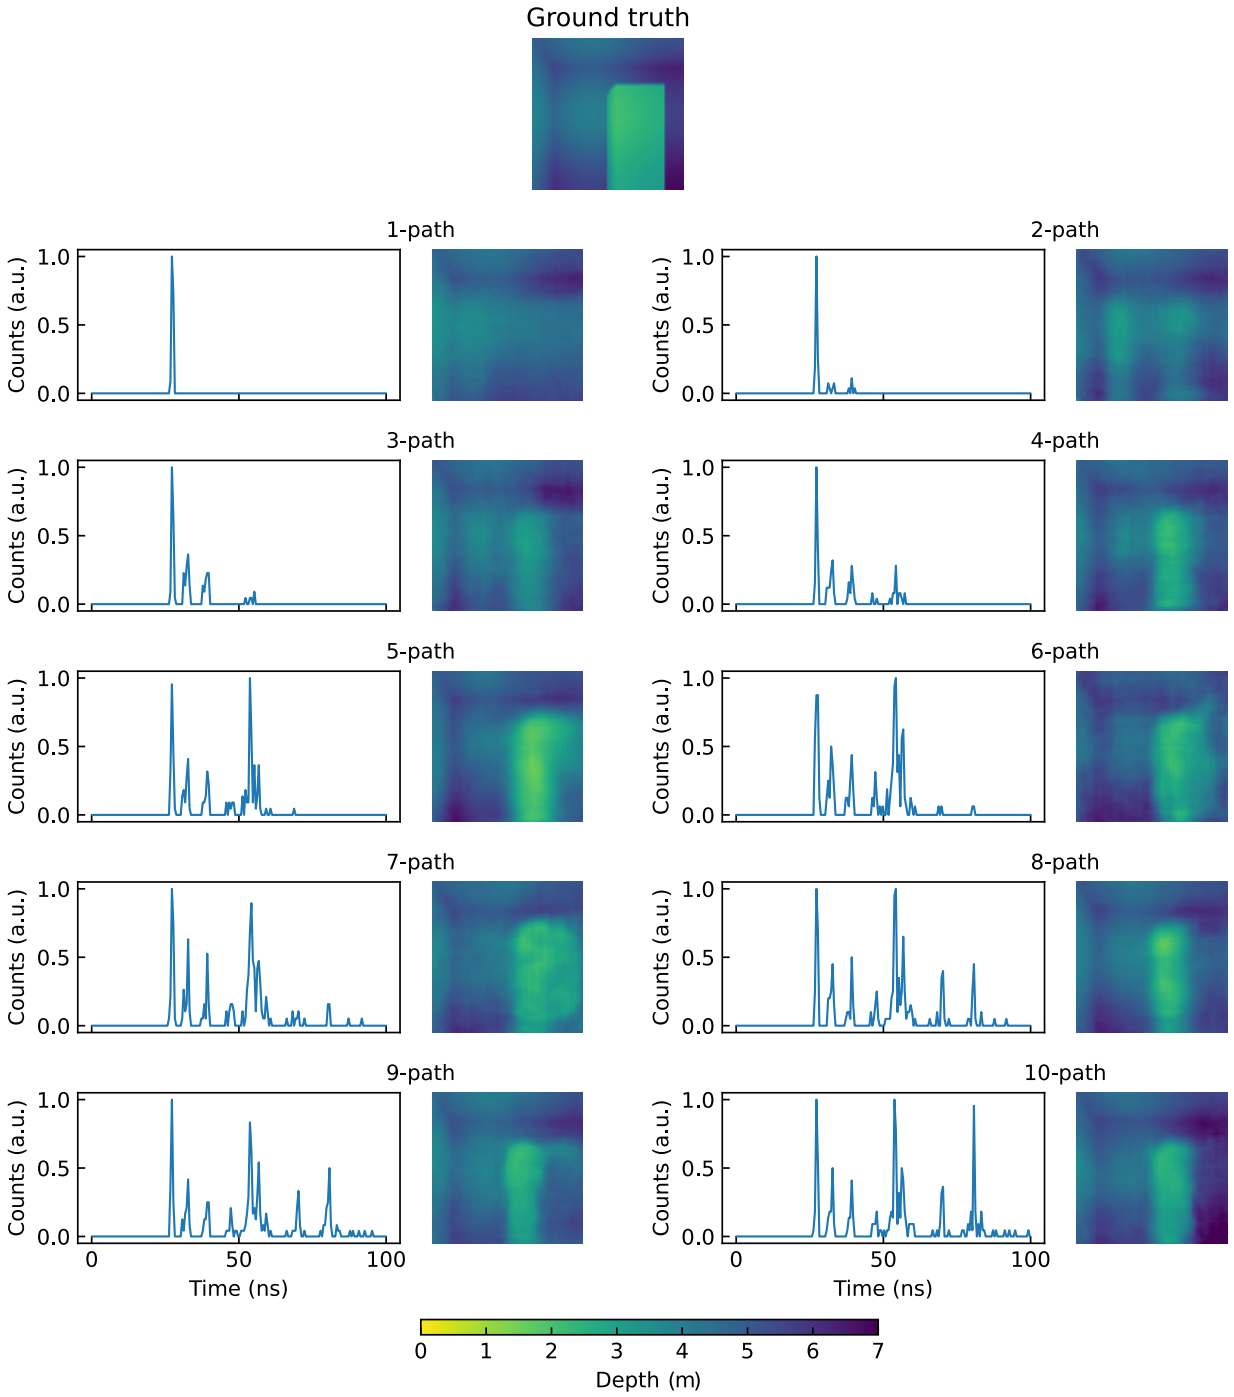 Ground truth
1-path
2-path
Counts (a.u.)
1.0
0.5
0.0
Counts (a.u.)
1.0
0.5
0.0
3-path
4-path
Counts (a.u.)
1.0
0.5
0.0
Counts (a.u.)
1.0
0.5
0.0
5-path
6-path
Counts (a.u.)
1.0
0.5
0.0
Counts (a.u.)
1.0
0.5
0.0
7-path
8-path
Counts (a.u.)
1.0
0.5
0.0
Counts (a.u.)
1.0
0.5
0.0
9-path
10-path
Counts (a.u.)
1.0
0.5
0.0
Counts (a.u.)
1.0
0.5
0.0
0 50 100
0 50 100
Time (ns)
Time (ns)
0 1 2 3 4 5 6 7
Depth (m)